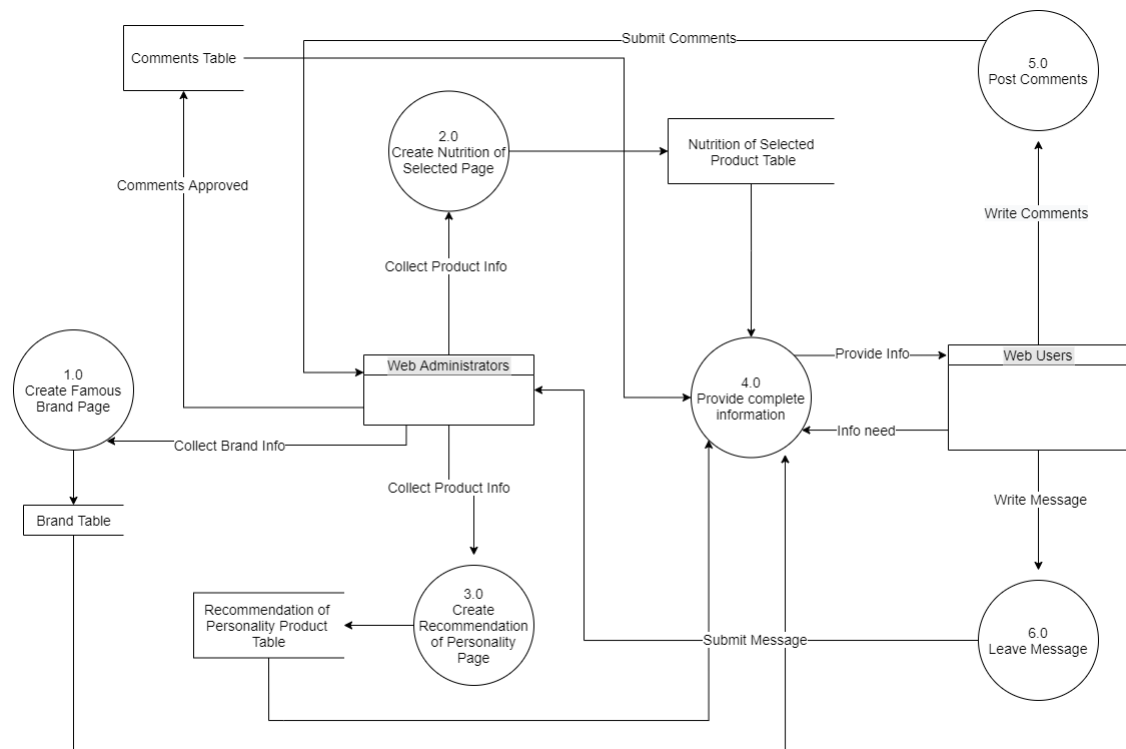 Submit Comments
5.0
Post Comments
Comments Table
2.0
Create Nutrition of
Selected Page
Nutrition of Selected
Product Table
Comments Approved
Write Comments
Collect Product Info
Web Administrators
Provide Info
Web Users
1.0
Create Famous
Brand Page
4.0
Provide complete
information
Collect Brand Info
Info need
Collect Product Info
Write Message
Brand Table
3.0
Create
Recommendation
of Personality
Page
Recommendation of
Personality Product
Table
Submit Message
6.0
Leave Message